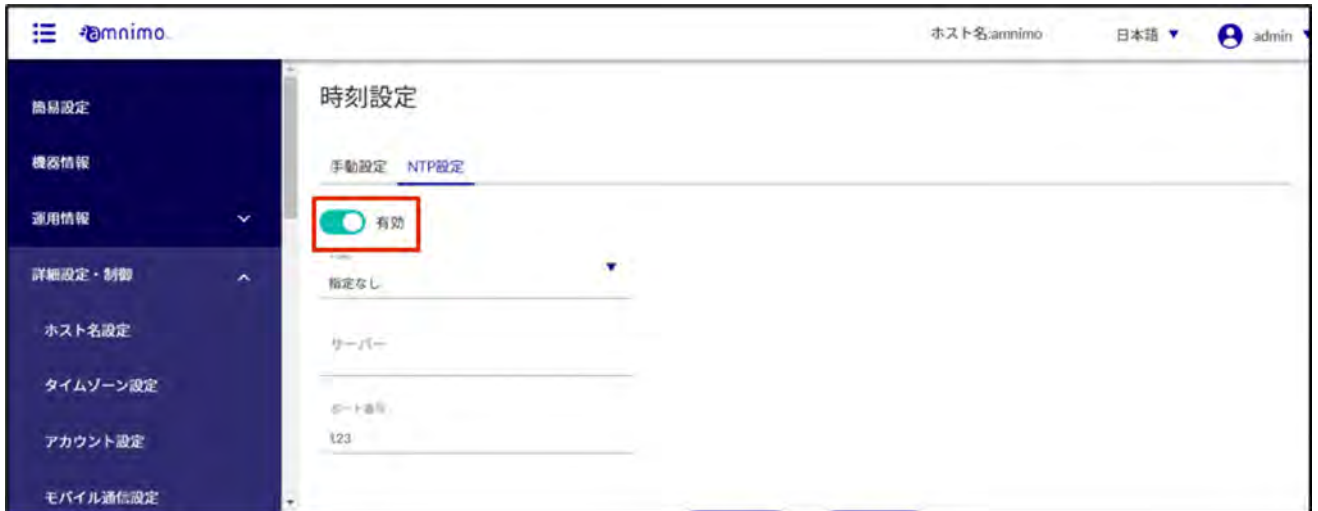 amnimo
ホスト名:amnimo
日本語
admin
簡易設定
機器情報
運用情報
詳細設定・制御
ホスト名設定
タイムゾーン設定
アカウント設定
モバイル通信設定
時刻設定
手動設定 NTP設定
有効
指定なし
サーバー
ポート番号
123